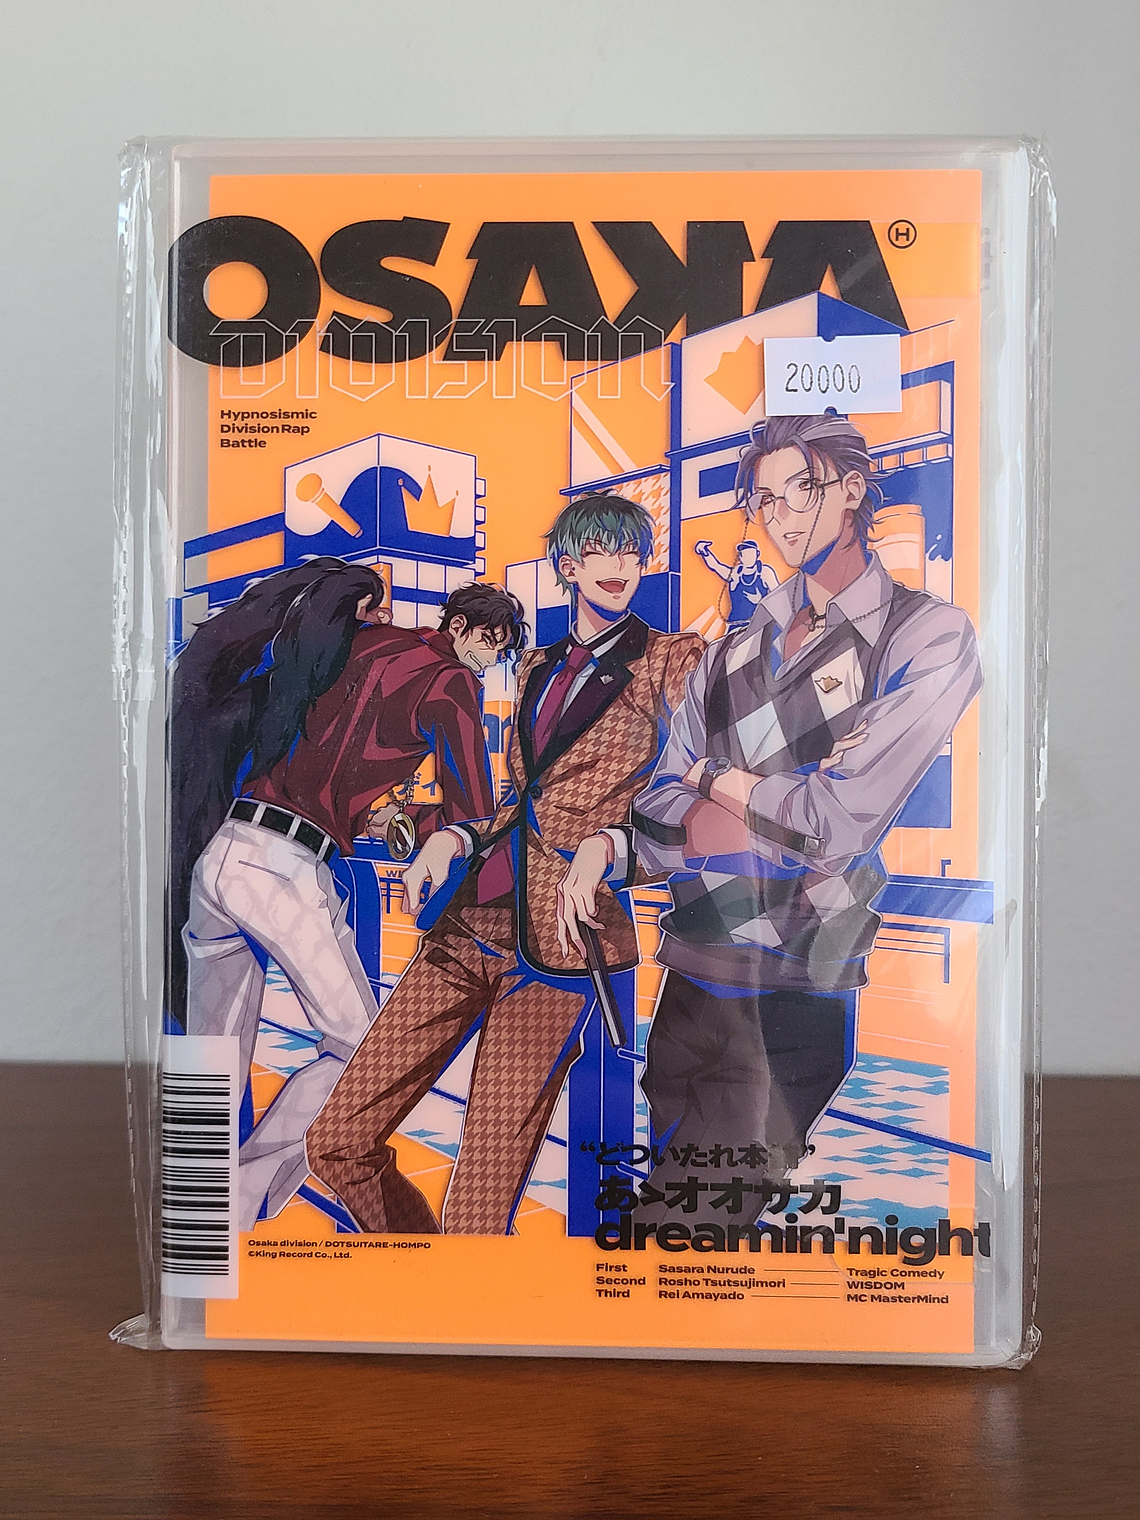 OSAKA
Ⓗ
DIVISION
20000
Hypnosismic
Division Rap
Battle
“どついたれ本舗”
あゝオオサカ
dreamin'night
Osaka division / DOTSUITARE-HOMPO
©King Record Co., Ltd.
First Sasara Nurude Tragic Comedy
Second Rosho Tsutsujimori WISDOM
Third Rei Amayado MC MasterMind